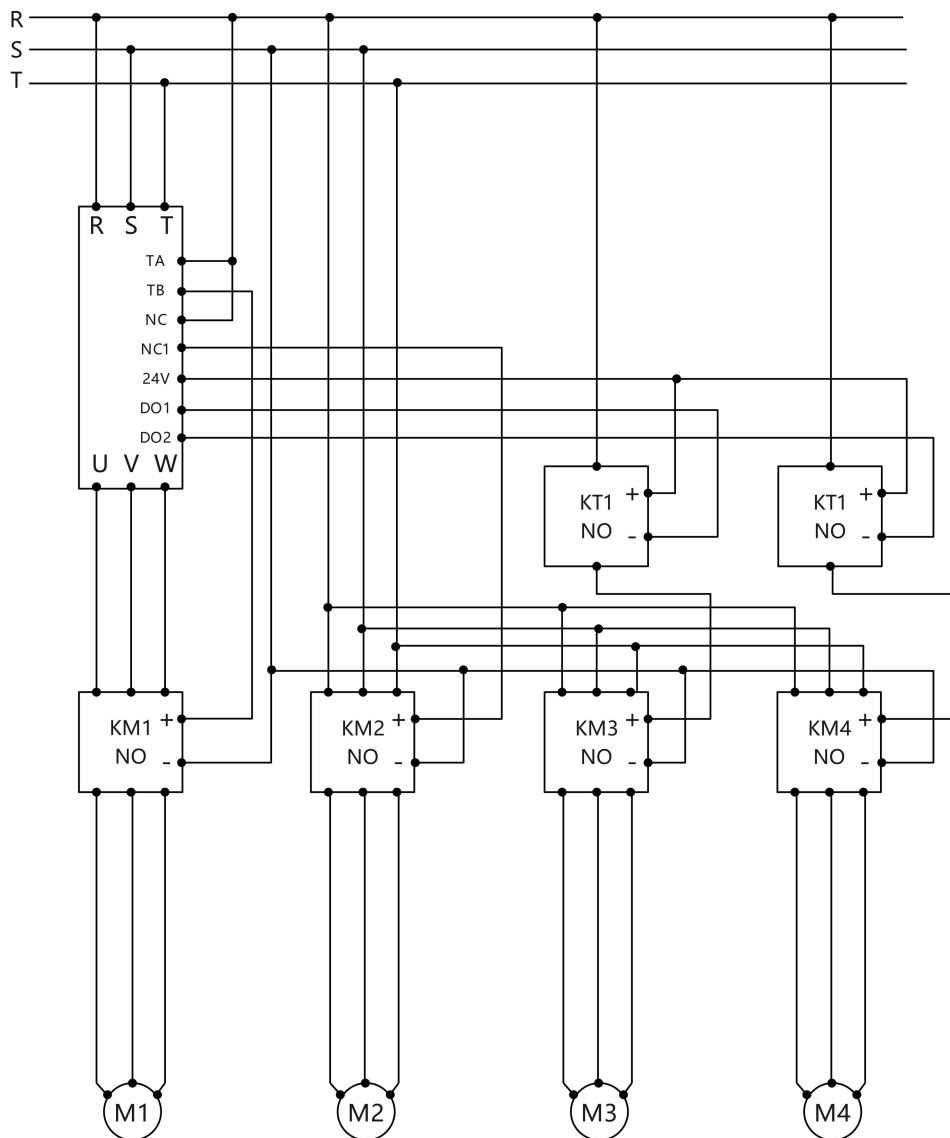 R
S
T
R S T
TA
TB
NC
NC1
24V
DO1
DO2
U V W
KT1 +
NO -
KT1 +
NO -
KM1 +
NO -
KM2 +
NO -
KM3 +
NO -
KM4 +
NO -
M1 M2 M3 M4